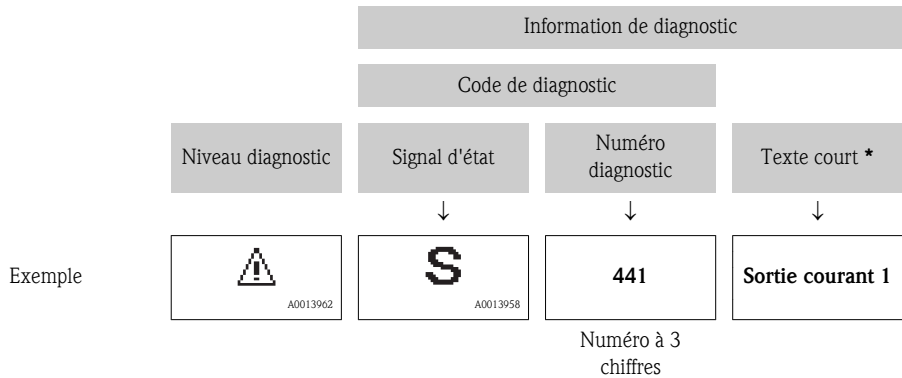 Information de diagnostic
Code de diagnostic
Niveau diagnostic
Signal d'état
Numéro
diagnostic
Texte court *
↓ ↓ ↓
Exemple
A0013962
S
A0013958
441
Sortie courant 1
Numéro à 3
chiffres